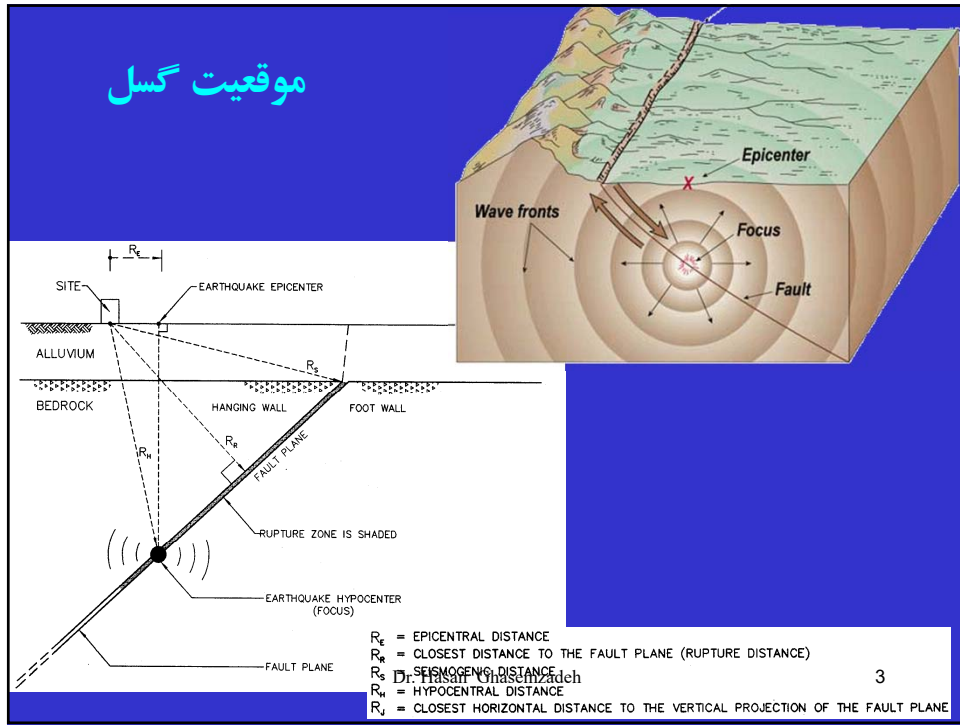 موقعیت گسل
Epicenter
Wave fronts
Focus
Fault
R_E
SITE
EARTHQUAKE EPICENTER
ALLUVIUM
R_S
BEDROCK
HANGING WALL
FOOT WALL
R_H
R_R
FAULT PLANE
RUPTURE ZONE IS SHADED
EARTHQUAKE HYPOCENTER
(FOCUS)
FAULT PLANE
R_E = EPICENTRAL DISTANCE
R_R = CLOSEST DISTANCE TO THE FAULT PLANE (RUPTURE DISTANCE)
R_S = SEISMOGENIC DISTANCE
Dr. Hasan Ghasemzadeh
3
R_H = HYPOCENTRAL DISTANCE
R_J = CLOSEST HORIZONTAL DISTANCE TO THE VERTICAL PROJECTION OF THE FAULT PLANE